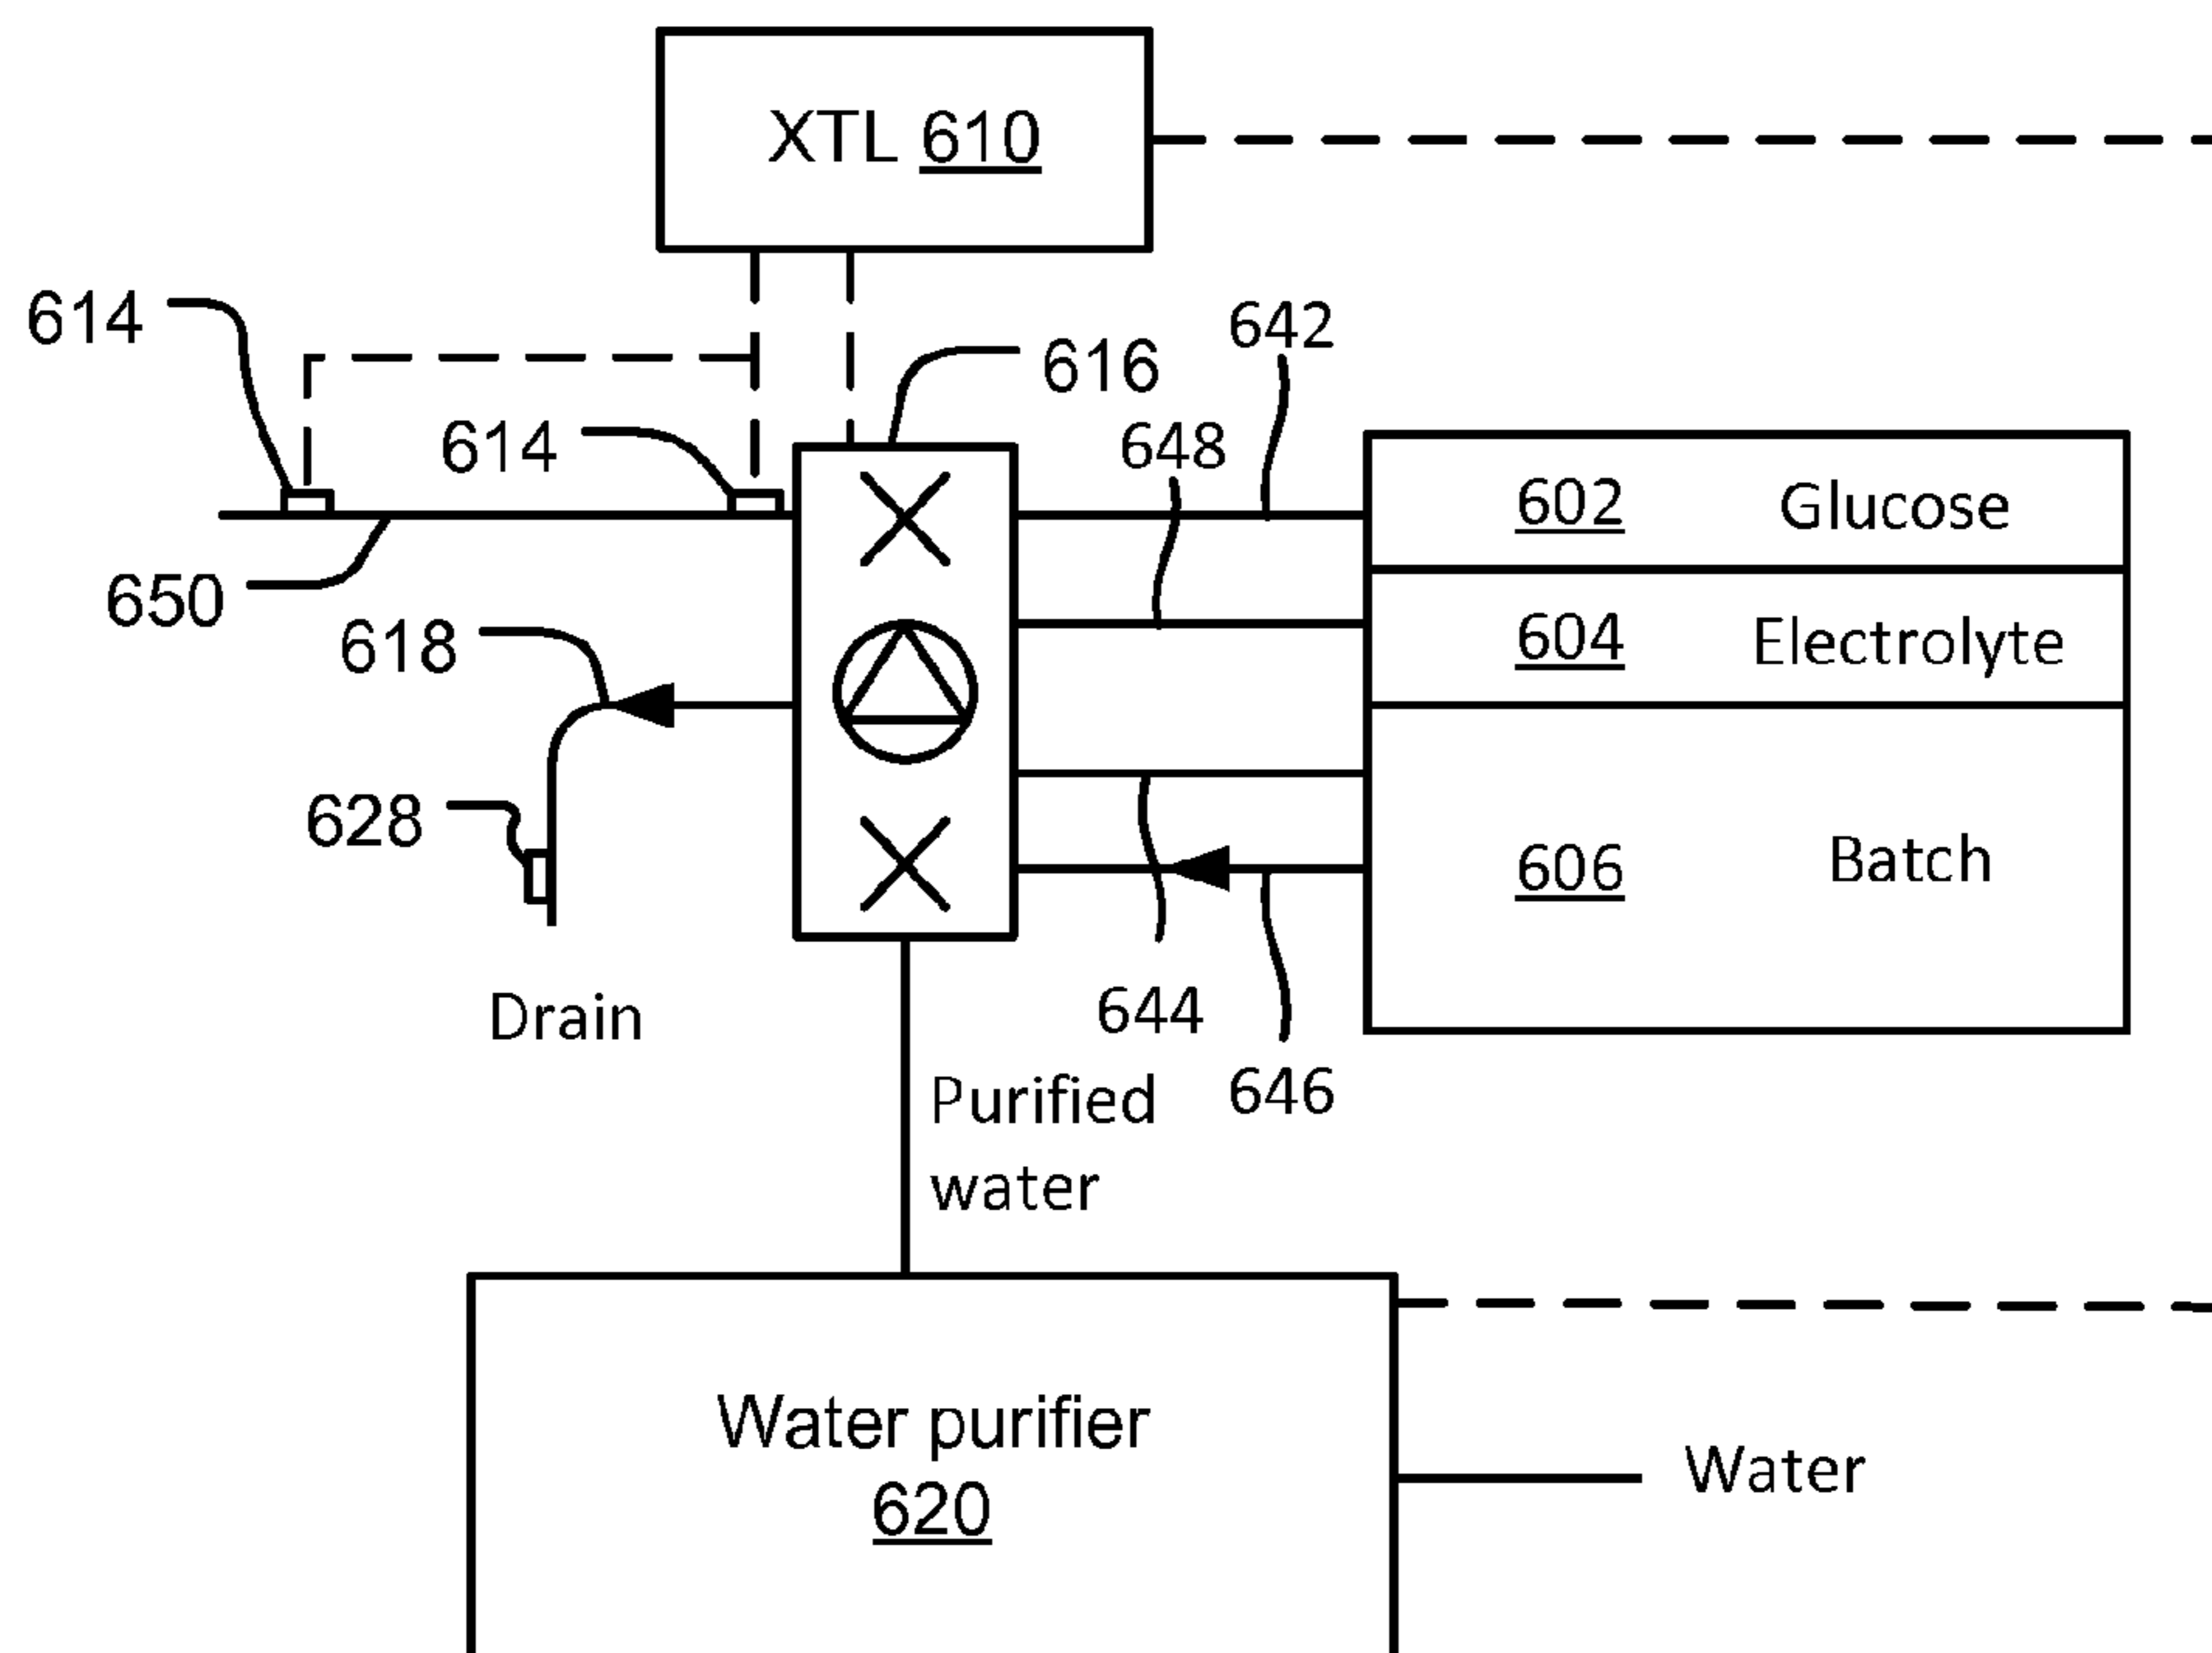 XTL 610
614
642
616
614
648
602 Glucose
650
618
604 Electrolyte
628
606 Batch
Drain
644
Purified
water
646
Water purifier
620
Water